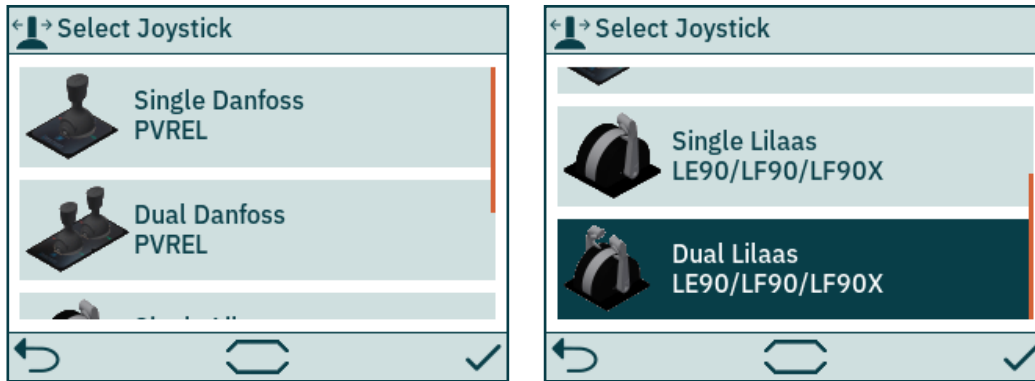 Select Joystick
Single Danfoss
PVREL
Dual Danfoss
PVREL
Select Joystick
Single Lilaas
LE90/LF90/LF90X
Dual Lilaas
LE90/LF90/LF90X